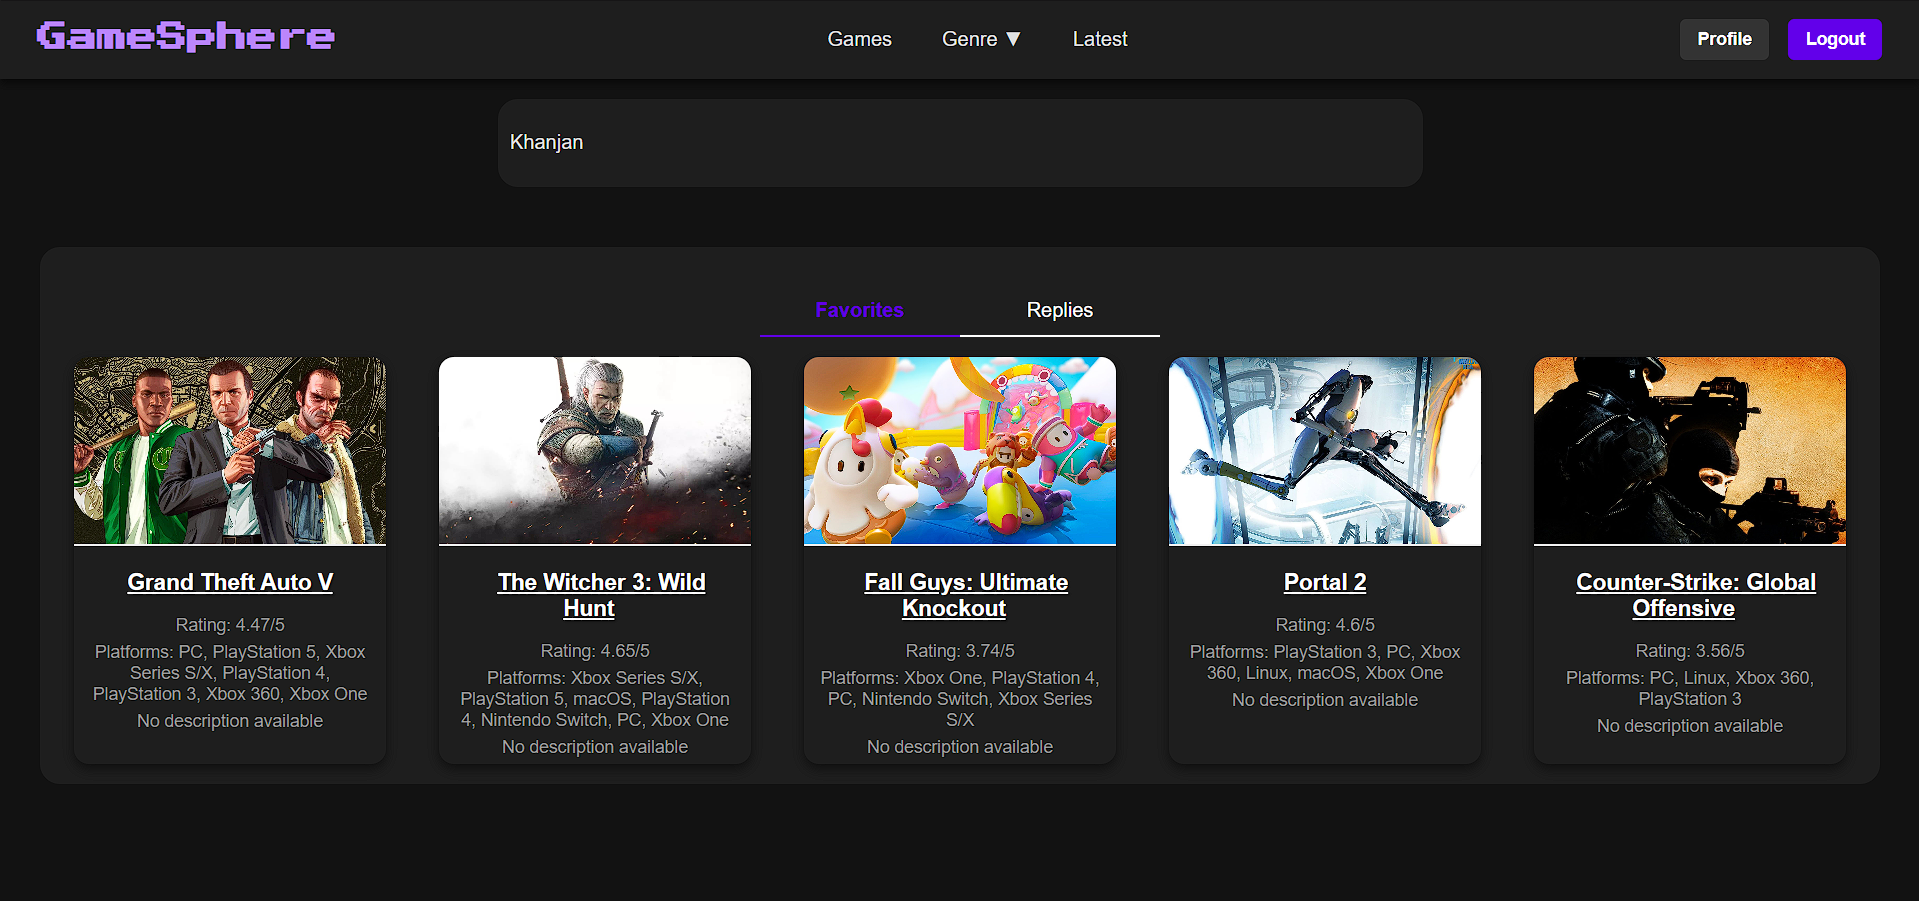 GameSphere
Games
Genre ▼
Latest
Profile
Logout
Khanjan
Favorites
Replies
Grand Theft Auto V
Rating: 4.47/5
Platforms: PC, PlayStation 5, Xbox
Series S/X, PlayStation 4,
PlayStation 3, Xbox 360, Xbox One
No description available
The Witcher 3: Wild
Hunt
Rating: 4.65/5
Platforms: Xbox Series S/X,
PlayStation 5, macOS, PlayStation
4, Nintendo Switch, PC, Xbox One
No description available
Fall Guys: Ultimate
Knockout
Rating: 3.74/5
Platforms: Xbox One, PlayStation 4,
PC, Nintendo Switch, Xbox Series
S/X
No description available
Portal 2
Rating: 4.6/5
Platforms: PlayStation 3, PC, Xbox
360, Linux, macOS, Xbox One
No description available
Counter-Strike: Global
Offensive
Rating: 3.56/5
Platforms: PC, Linux, Xbox 360,
PlayStation 3
No description available